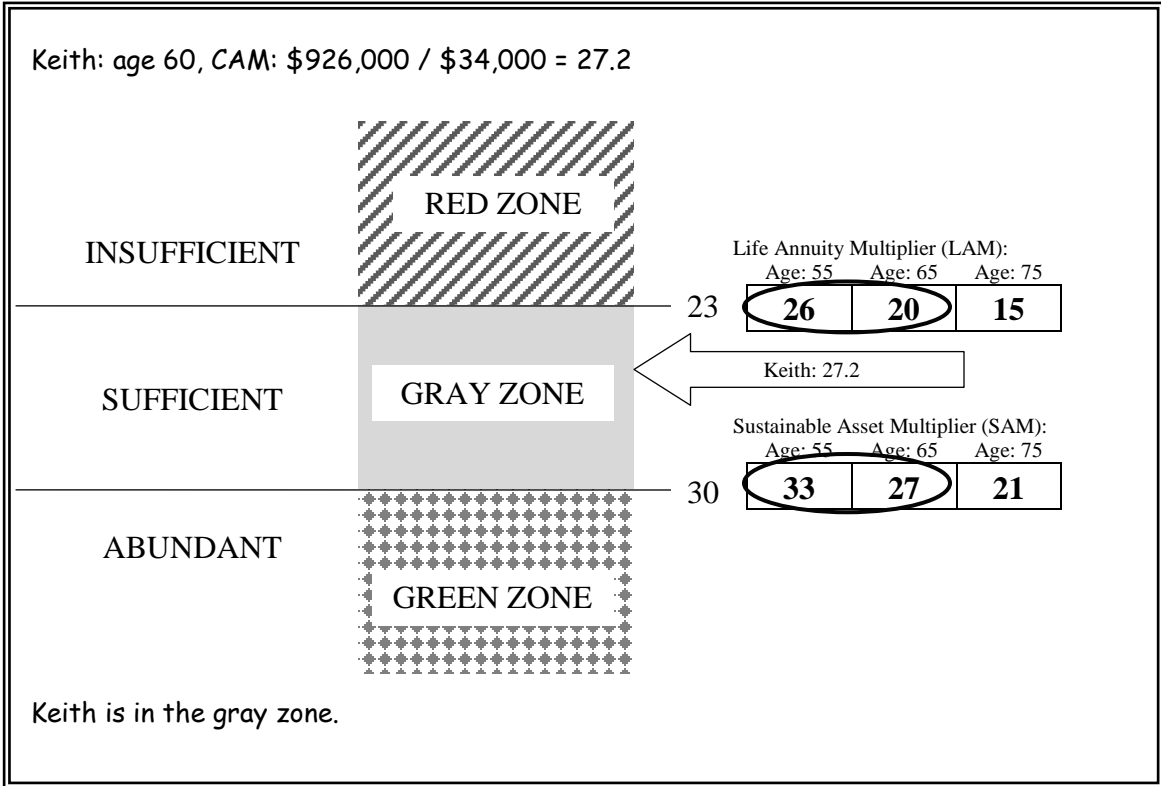 Keith: age 60, CAM: $926,000 / $34,000 = 27.2
RED ZONE
INSUFFICIENT
Life Annuity Multiplier (LAM):
Age: 55 Age: 65 Age: 75
23 26 20 15
Keith: 27.2
SUFFICIENT
GRAY ZONE
Sustainable Asset Multiplier (SAM):
Age: 55 Age: 65 Age: 75
30 33 27 21
ABUNDANT
GREEN ZONE
Keith is in the gray zone.